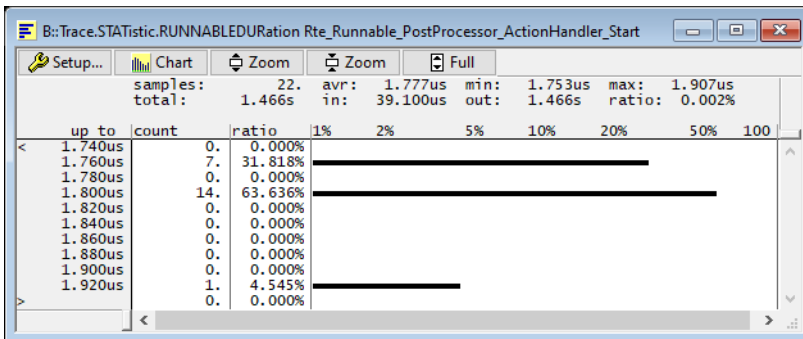 B::Trace.STATistic.RUNNABLEDURation Rte_Runnable_PostProcessor_ActionHandler_Start
Setup... Chart Zoom Zoom Full
samples: 22. avr: 1.777us min: 1.753us max: 1.907us
total: 1.466s in: 39.100us out: 1.466s ratio: 0.002%
up to count ratio 1% 2% 5% 10% 20% 50% 100
< 1.740us 0. 0.000%
1.760us 7. 31.818%
1.780us 0. 0.000%
1.800us 14. 63.636%
1.820us 0. 0.000%
1.840us 0. 0.000%
1.860us 0. 0.000%
1.880us 0. 0.000%
1.900us 0. 0.000%
1.920us 1. 4.545%
> 0. 0.000%